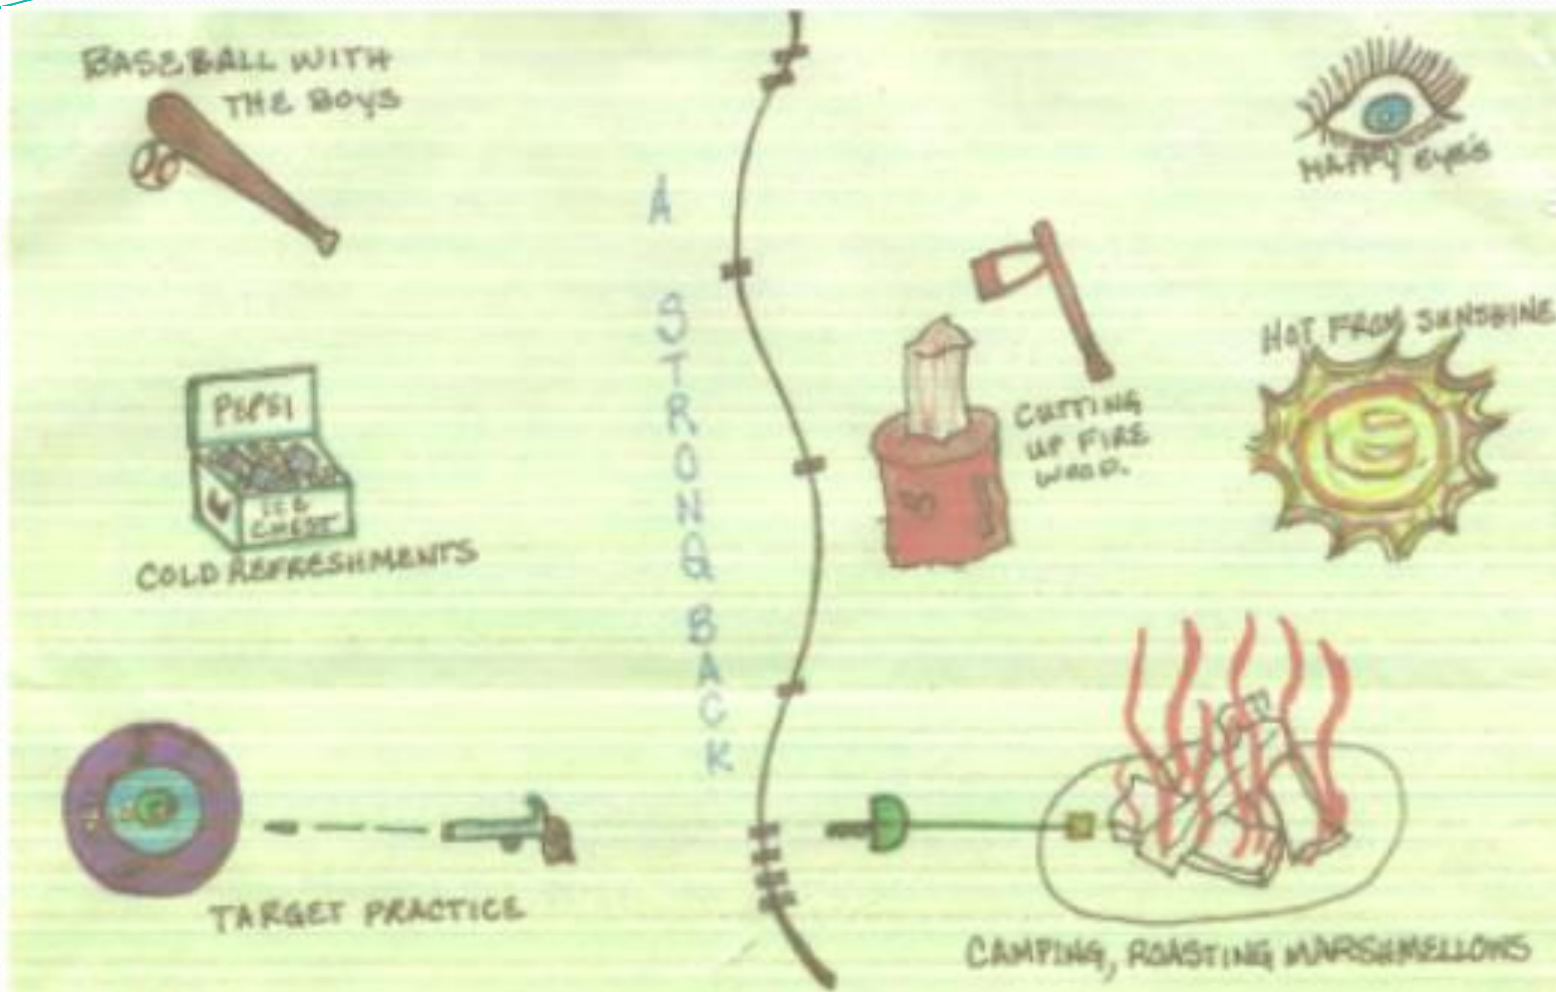 BASEBALL WITH
THE BOYS
HAPPY EYE'S
A STRONG BACK
HOT FROM SUNSHINE
CUTTING
UP FIRE
WOOD.
PEPSI
ICE
CHEST
COLD REFRESHMENTS
TARGET PRACTICE
CAMPING, ROASTING MARSHMELLOWS